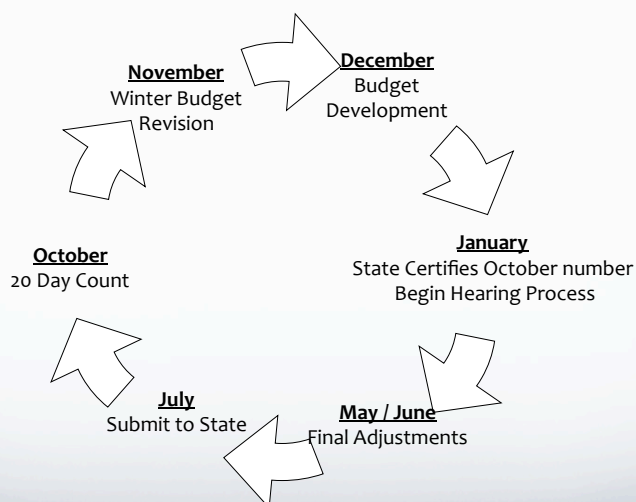 November
Winter Budget
Revision
December
Budget
Development
January
State Certifies October number
Begin Hearing Process
May / June
Final Adjustments
July
Submit to State
October
20 Day Count